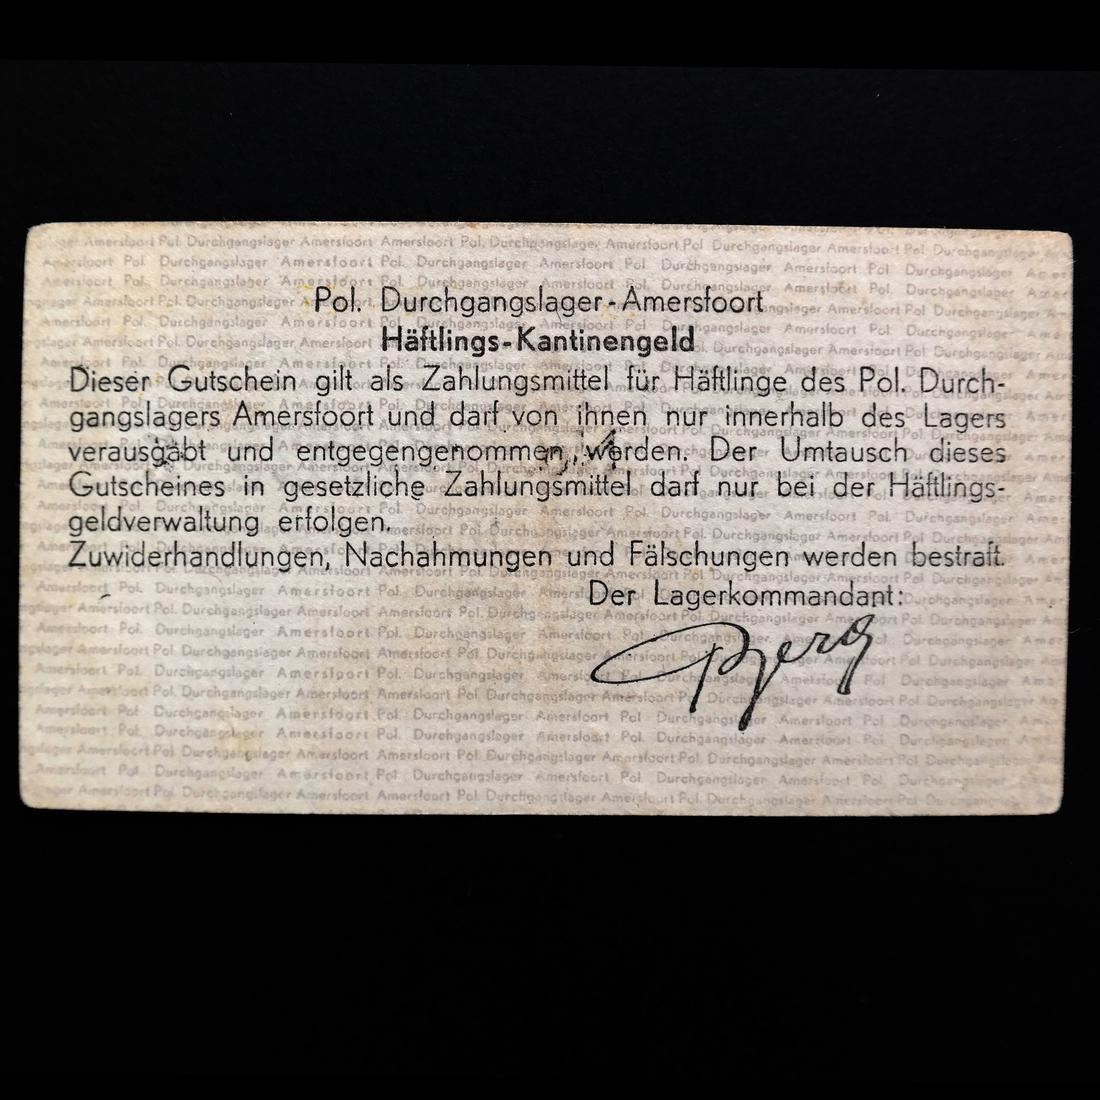 Pol. Durchgangslager-Amersfoort
Häftlings-Kantinengeld
Dieser Gutschein gilt als Zahlungsmittel für Häftlinge des Pol. Durch-
gangslagers Amersfoort und darf von ihnen nur innerhalb des Lagers
verausgabt und entgegengenommen werden. Der Umtausch dieses
Gutscheines in gesetzliche Zahlungsmittel darf nur bei der Häftlings-
geldverwaltung erfolgen.
Zuwiderhandlungen, Nachahmungen und Fälschungen werden bestraft.
Der Lagerkommandant:
Berg